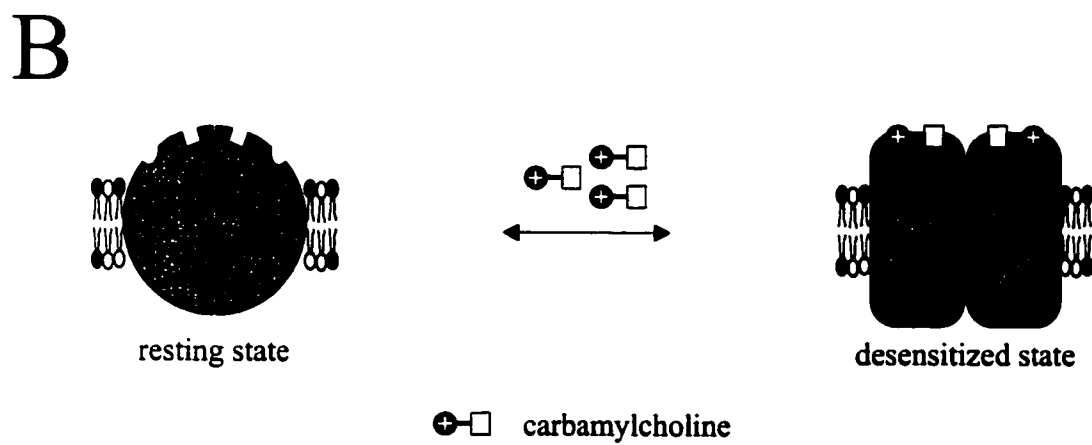 B
resting state
desensitized state
carbamylcholine